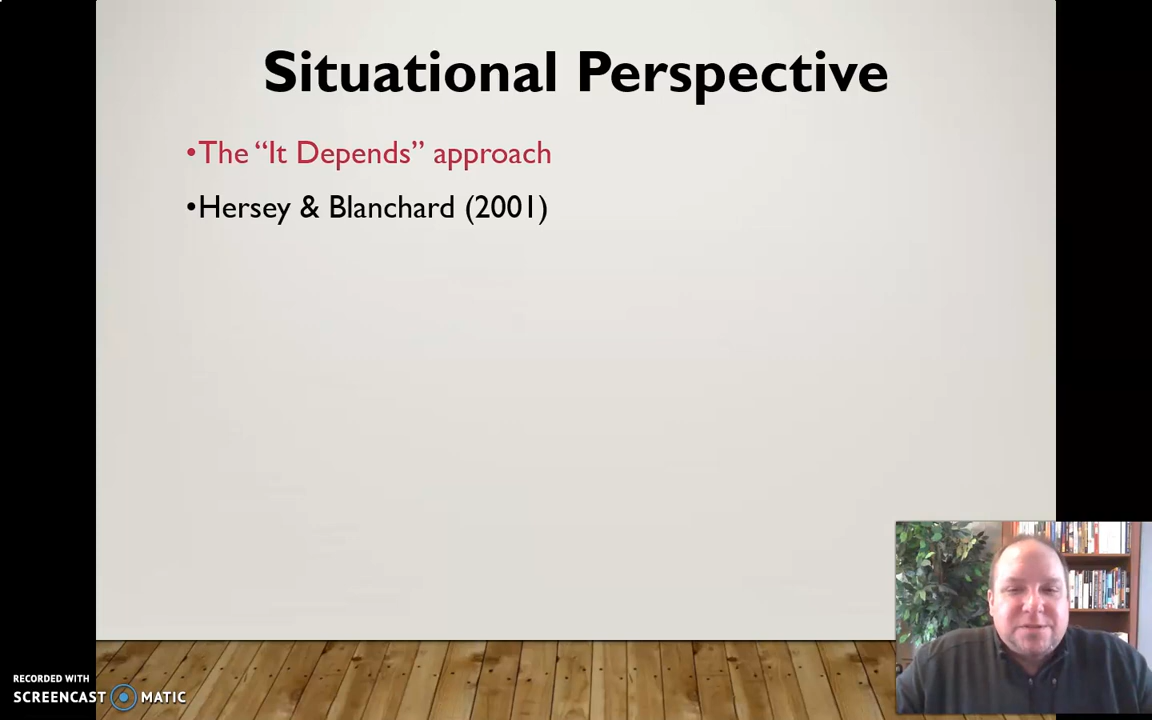 Situational Perspective
•The “It Depends” approach
•Hersey & Blanchard (2001)
RECORDED WITH
SCREENCAST MATIC